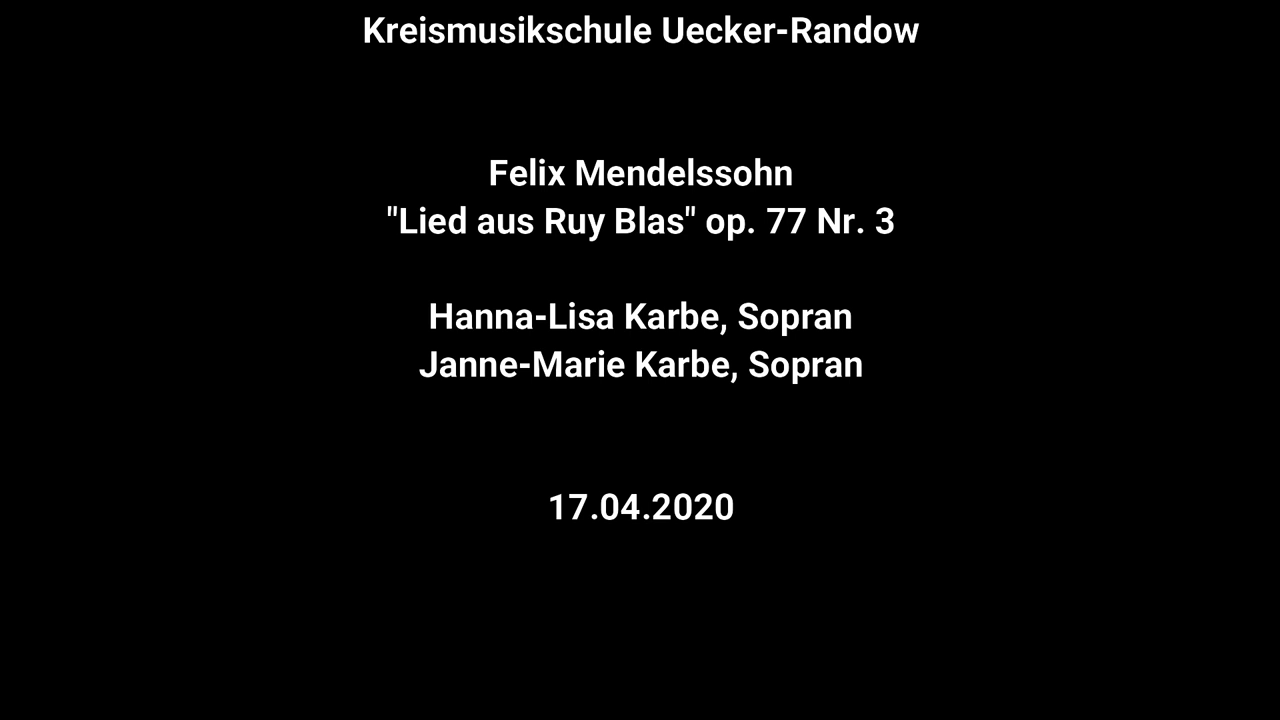 Kreismusikschule Uecker-Randow
Felix Mendelssohn
"Lied aus Ruy Blas" op. 77 Nr. 3
Hanna-Lisa Karbe, Sopran
Janne-Marie Karbe, Sopran
17.04.2020